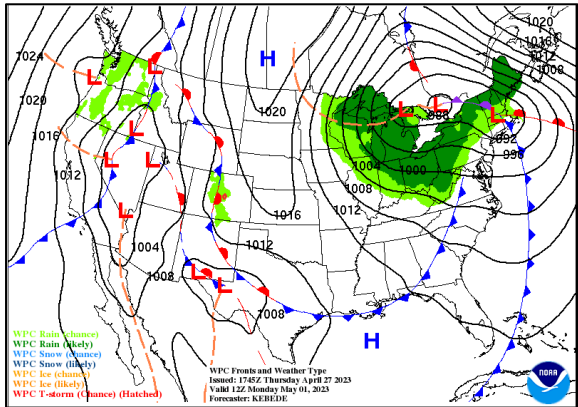 1024
1020
1016
1012
H
1020
1016
1012
1004
1008
1008
1020
1016
1012
1008
988
992
996
1000
1004
1008
1012
L
L
L
L
L
L
L
L
L
L
L
H
NOAA
WPC Rain (chance)
WPC Rain (likely)
WPC Snow (chance)
WPC Snow (likely)
WPC Ice (chance)
WPC Ice (likely)
WPC T-storm (Chance) (Hatched)
WPC Fronts and Weather Type
Issued: 1745Z Thursday April 27 2023
Valid 12Z Monday May 01, 2023
Forecaster: KEBEDE